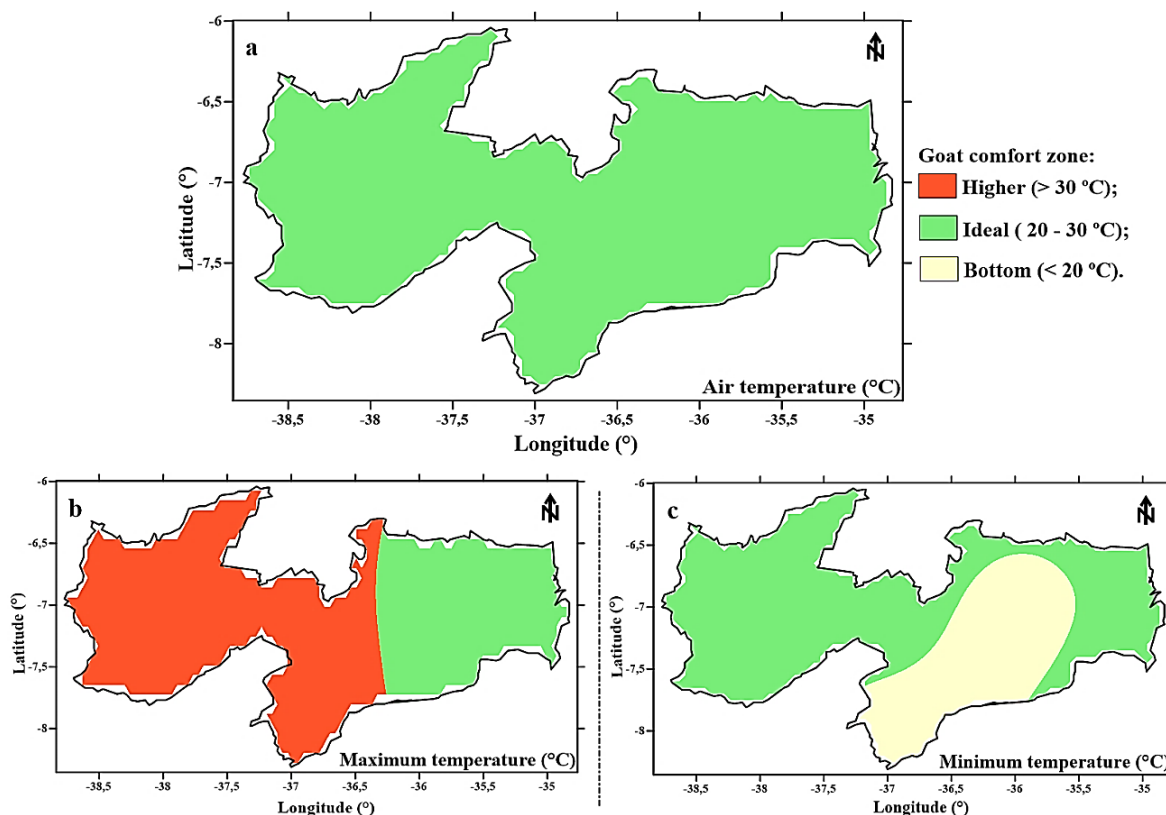 a
N
-6
-6,5
-7
-7,5
-8
Latitude (°)
Air temperature (°C)
-38,5 -38 -37,5 -37 -36,5 -36 -35,5 -35
Longitude (°)
Goat comfort zone:
Higher (> 30 ºC);
Ideal ( 20 - 30 ºC);
Bottom (< 20 ºC).
b
N
-6
-6,5
-7
-7,5
-8
Latitude (°)
Maximum temperature (°C)
-38,5 -38 -37,5 -37 -36,5 -36 -35,5 -35
Longitude (°)
c
N
-6
-6,5
-7
-7,5
-8
Latitude (°)
Minimum temperature (°C)
-38,5 -38 -37,5 -37 -36,5 -36 -35,5 -35
Longitude (°)